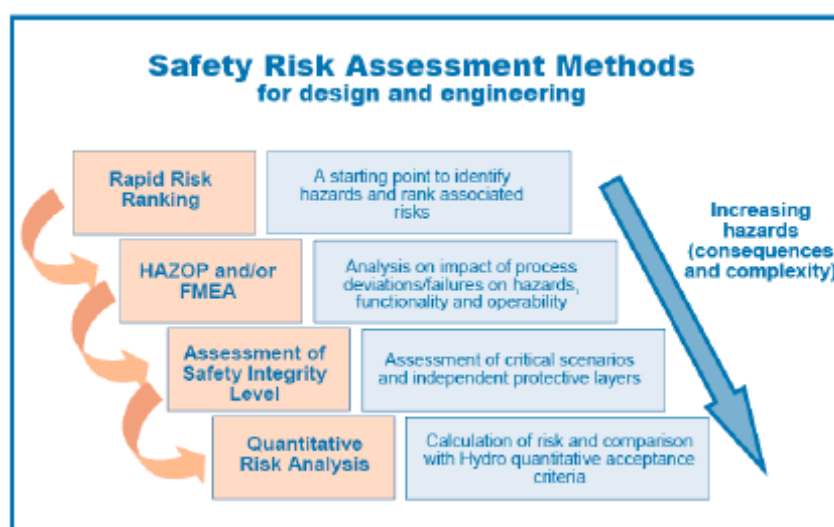 Safety Risk Assessment Methods
for design and engineering
Rapid Risk
Ranking
A starting point to identify
hazards and rank associated
risks
Increasing
hazards
(consequences
and complexity)
HAZOP and/or
FMEA
Analysis on impact of process
deviations/failures on hazards,
functionality and operability
Assessment of
Safety Integrity
Level
Assessment of critical scenarios
and independent protective layers
Quantitative
Risk Analysis
Calculation of risk and comparison
with Hydro quantitative acceptance
criteria